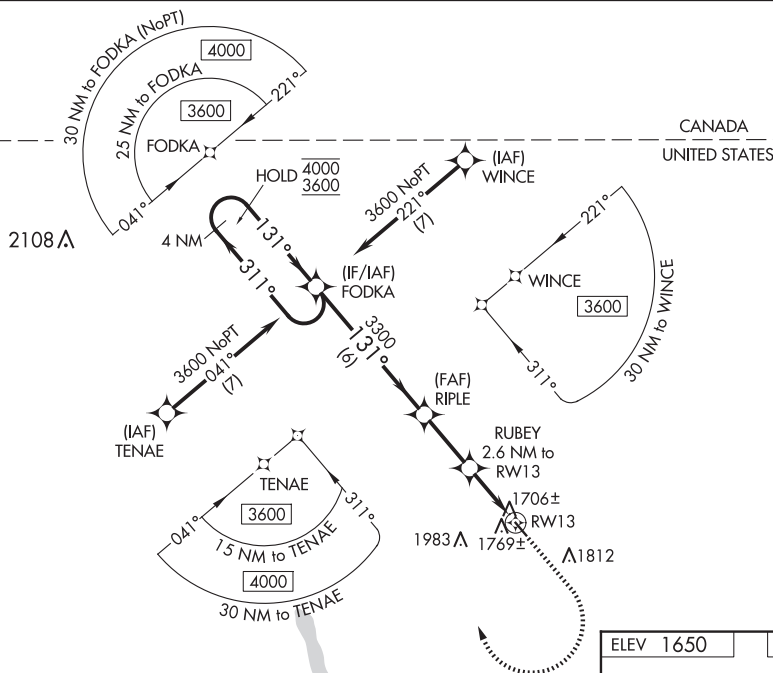 30 NM to FODKA (NoPT)
4000
25 NM to FODKA
3600
221°
FODKA
041°
CANADA
UNITED STATES
(IAF)
WINCE
HOLD 4000
3600
3600 NoPT
221°
(7)
2108
4 NM
131°
311°
(IF/IAF)
FODKA
221°
WINCE
3600
30 NM to WINCE
311°
3300
131°
(6)
3600 NoPT
041°
(7)
(IAF)
TENAE
(FAF)
RIPLE
RUBEY
2.6 NM to
RW13
TENAE
041°
311°
3600
15 NM to TENAE
4000
30 NM to TENAE
1706±
RW13
1983
1769±
1812
ELEV 1650